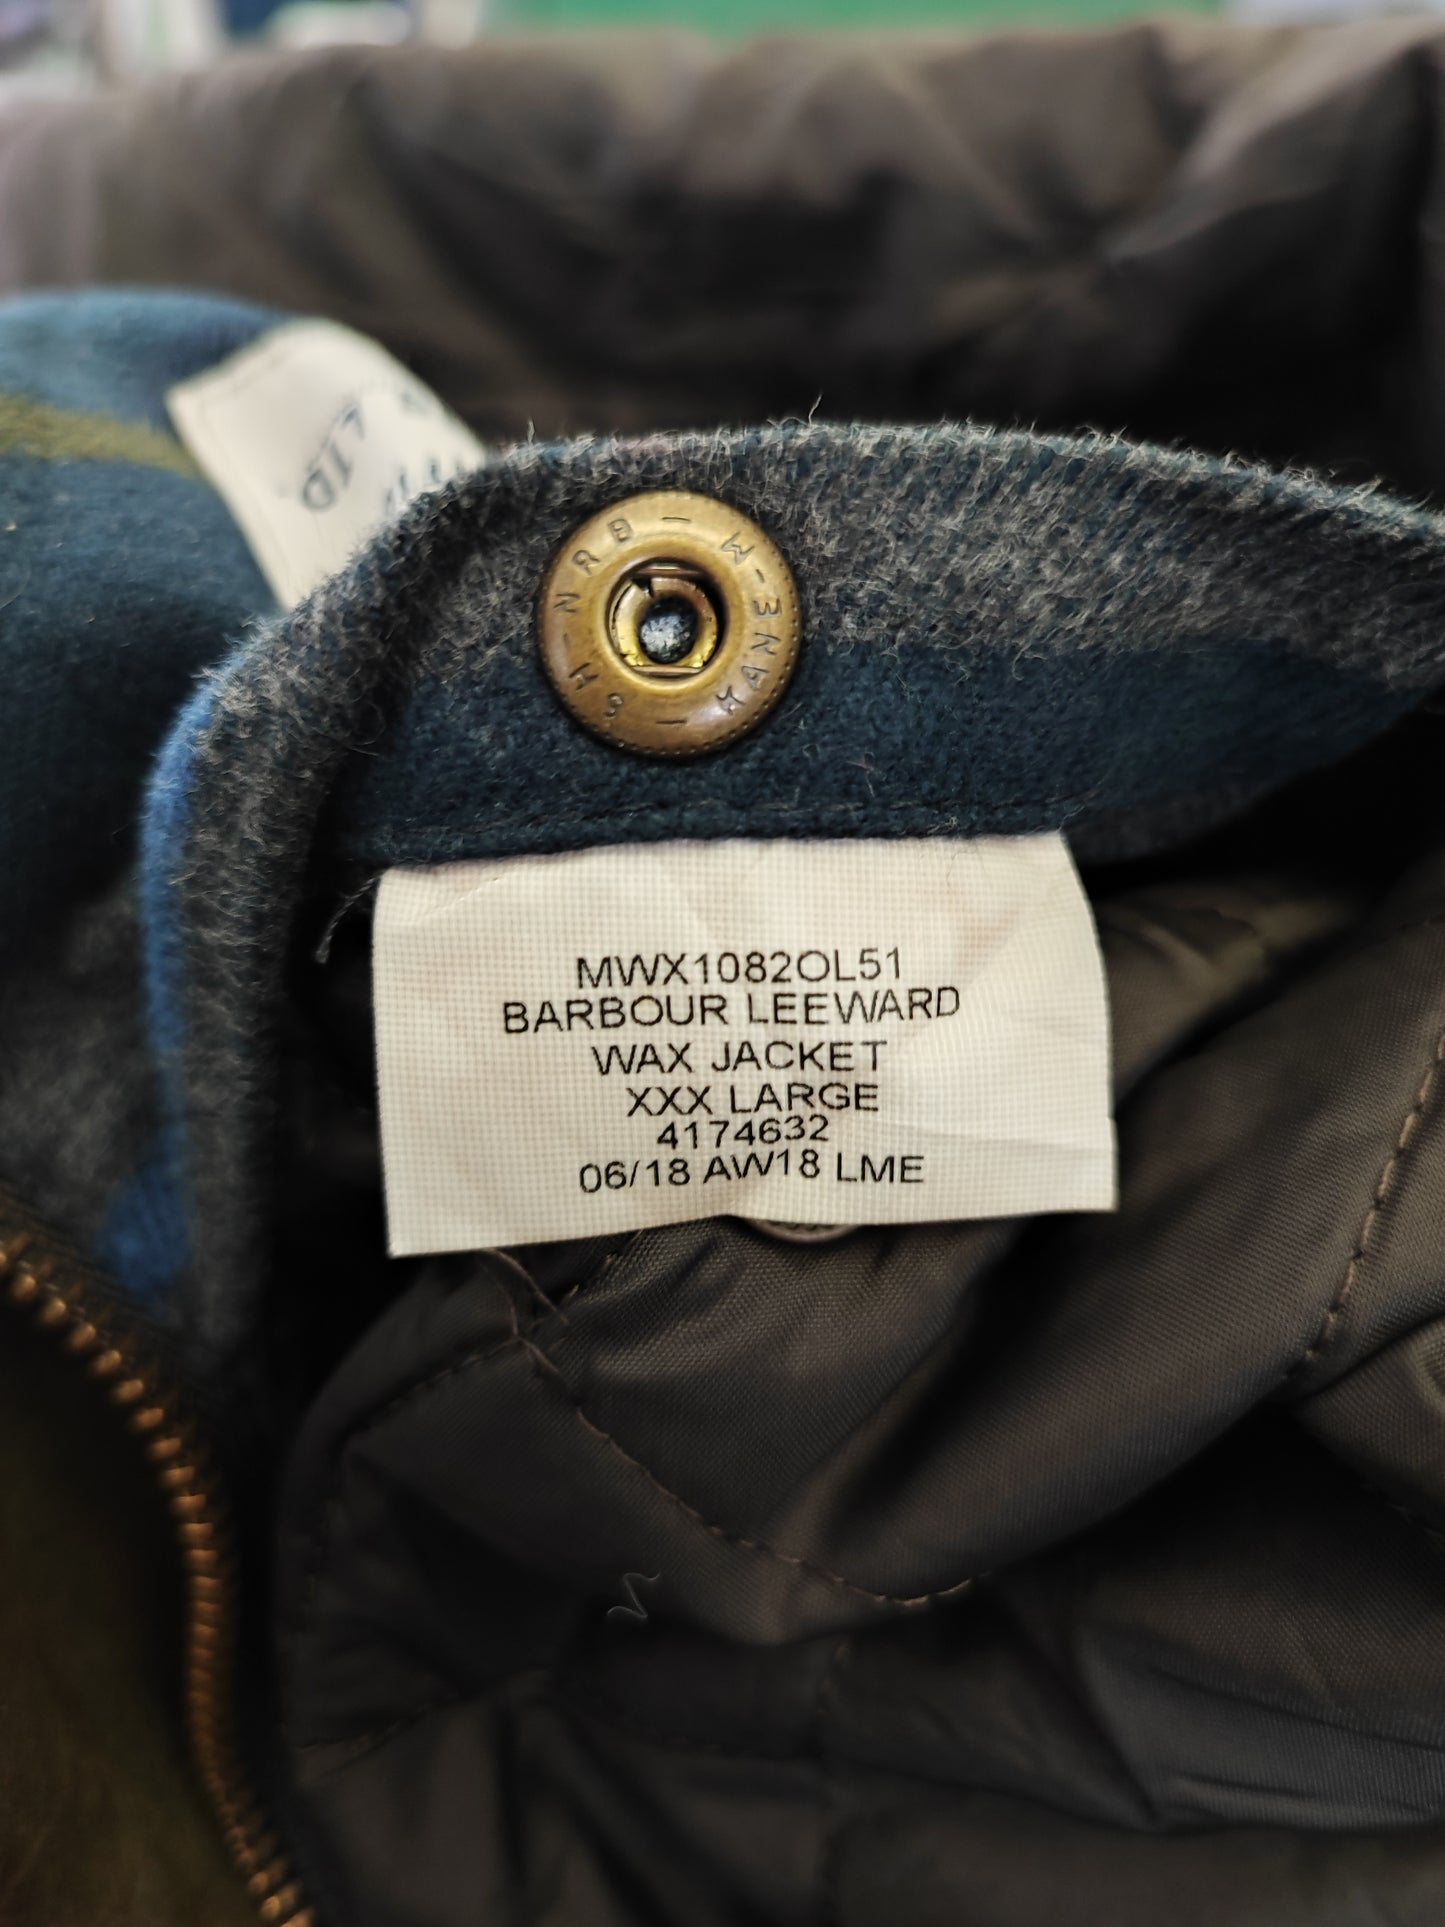 MWX1082OL51
BARBOUR LEEWARD
WAX JACKET
XXX LARGE
4174632
06/18 AW18 LME